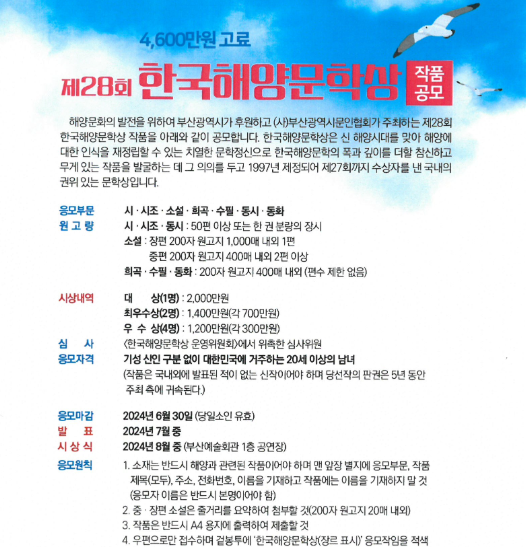 4,600만원 고료
제28회 한국해양문학상 작품 공모
해양문화의 발전을 위하여 부산광역시가 후원하고 (사)부산광역시문인협회가 주최하는 제28회
한국해양문학상 작품을 아래와 같이 공모합니다. 한국해양문학상은 신 해양시대를 맞아 해양에
대한 인식을 재정립할 수 있는 치열한 문학정신으로 한국해양문학의 폭과 깊이를 더할 참신하고
무게 있는 작품을 발굴하는 데 그 의의를 두고 1997년 제정되어 제27회까지 수상자를 낸 국내의
권위 있는 문학상입니다.
응모부문 시 · 시조 · 소설 · 희곡 · 수필 · 동시 · 동화
원 고 량 시 · 시조 · 동시 : 50편 이상 또는 한 권 분량의 장시
소설 : 장편 200자 원고지 1,000매 내외 1편
중편 200자 원고지 400매 내외 2편 이상
희곡 · 수필 · 동화 : 200자 원고지 400매 내외 (편수 제한 없음)
시상내역 대 상(1명) : 2,000만원
최우수상(2명) : 1,400만원(각 700만원)
우 수 상(4명) : 1,200만원(각 300만원)
심 사 〈한국해양문학상 운영위원회〉에서 위촉한 심사위원
응모자격 기성 신인 구분 없이 대한민국에 거주하는 20세 이상의 남녀
(작품은 국내외에 발표된 적이 없는 신작이어야 하며 당선작의 판권은 5년 동안
주최 측에 귀속된다.)
응모마감 2024년 6월 30일 (당일소인 유효)
발 표 2024년 7월 중
시 상 식 2024년 8월 중 (부산예술회관 1층 공연장)
응모원칙 1. 소재는 반드시 해양과 관련된 작품이어야 하며 맨 앞장 별지에 응모부문, 작품
제목(모두), 주소, 전화번호, 이름을 기재하고 작품에는 이름을 기재하지 말 것
(응모자 이름은 반드시 본명이어야 함)
2. 중 · 장편 소설은 줄거리를 요약하여 첨부할 것(200자 원고지 20매 내외)
3. 작품은 반드시 A4 용지에 출력하여 제출할 것
4. 우편으로만 접수하며 겉봉투에 '한국해양문학상(장르 표시)' 응모작임을 적색